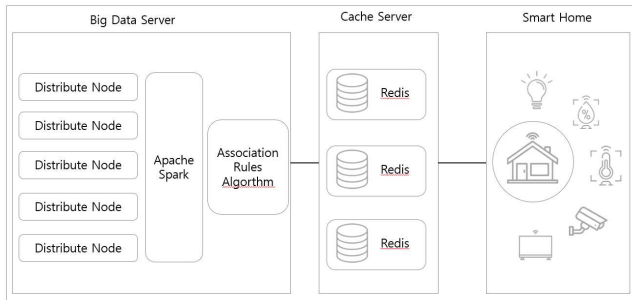 Big Data Server
Cache Server
Smart Home
Distribute Node
Distribute Node
Distribute Node
Distribute Node
Distribute Node
Apache
Spark
Association
Rules
Algorthm
Redis
Redis
Redis
%